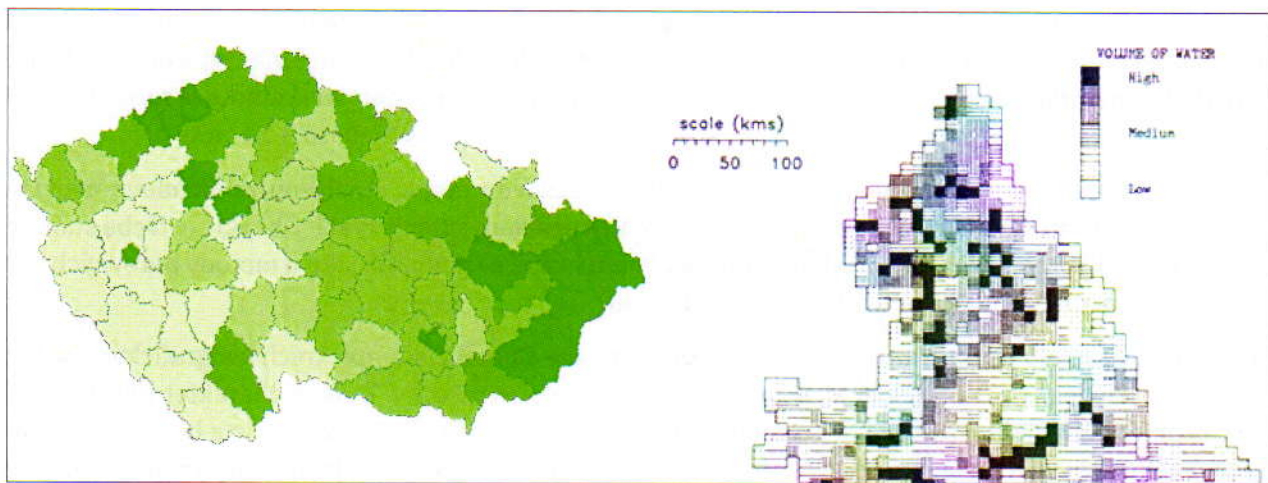 scale (kms)
0 50 100
VOLUME OF WATER
High
Medium
Low